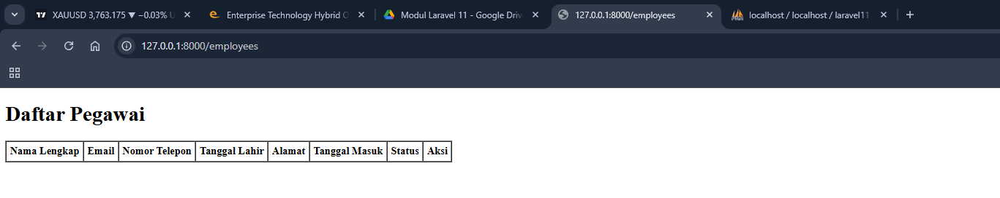 XAUUSD 3,763.175 ▼ −0.03% U
Enterprise Technology Hybrid C
Modul Laravel 11 - Google Driv
127.0.0.1:8000/employees
localhost / localhost / laravel11
127.0.0.1:8000/employees
Daftar Pegawai
Nama Lengkap Email Nomor Telepon Tanggal Lahir Alamat Tanggal Masuk Status Aksi